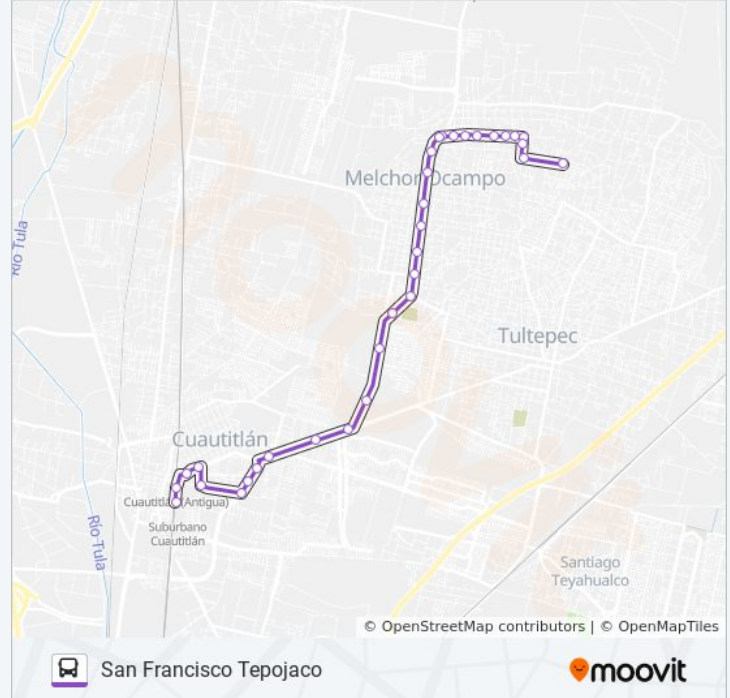 Melchor Ocampo
Río Tula
Tultepec
Cuautitlán
Cuautitlán (Antigua)
Suburbano
Cuautitlán
Río-Tula
Santiago
Teyahualco
© OpenStreetMap contributors | © OpenMapTiles
San Francisco Tepojaco
moovit